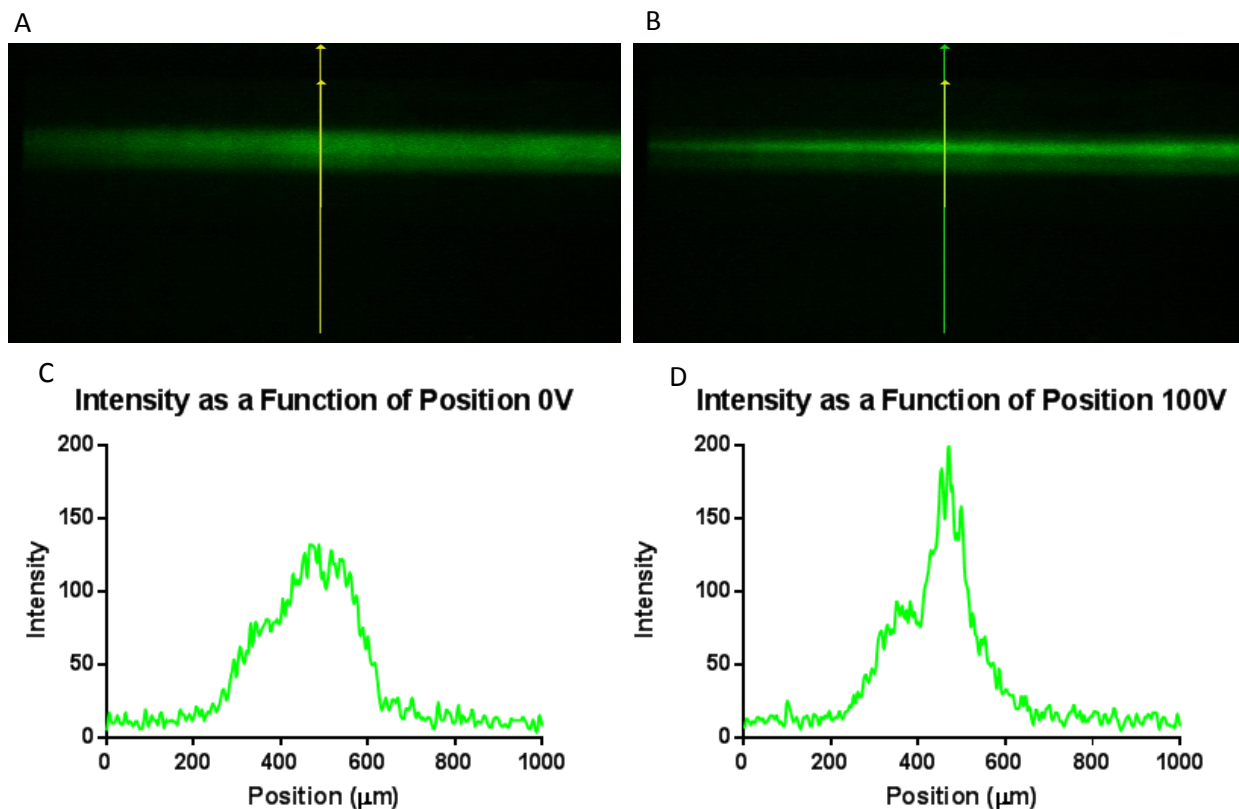 A
B
C
Intensity as a Function of Position 0V
200
150
100
50
0
Intensity
0 200 400 600 800 1000
Position (μm)
D
Intensity as a Function of Position 100V
200
150
100
50
0
Intensity
0 200 400 600 800 1000
Position (μm)